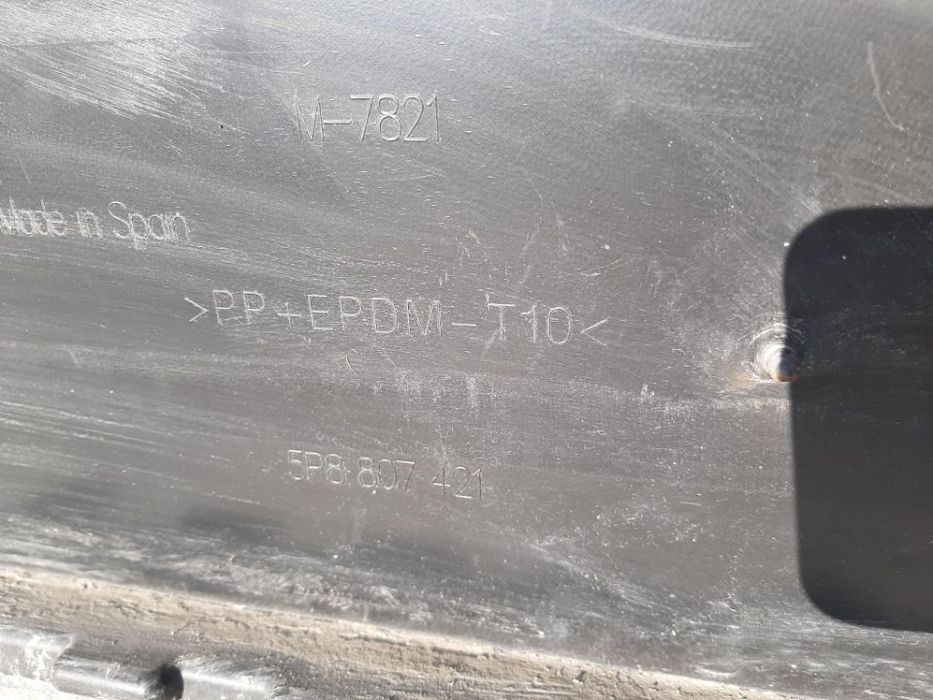 M-7821
Made in Spain
>PP+EPDM-T10<
5P8 807 421